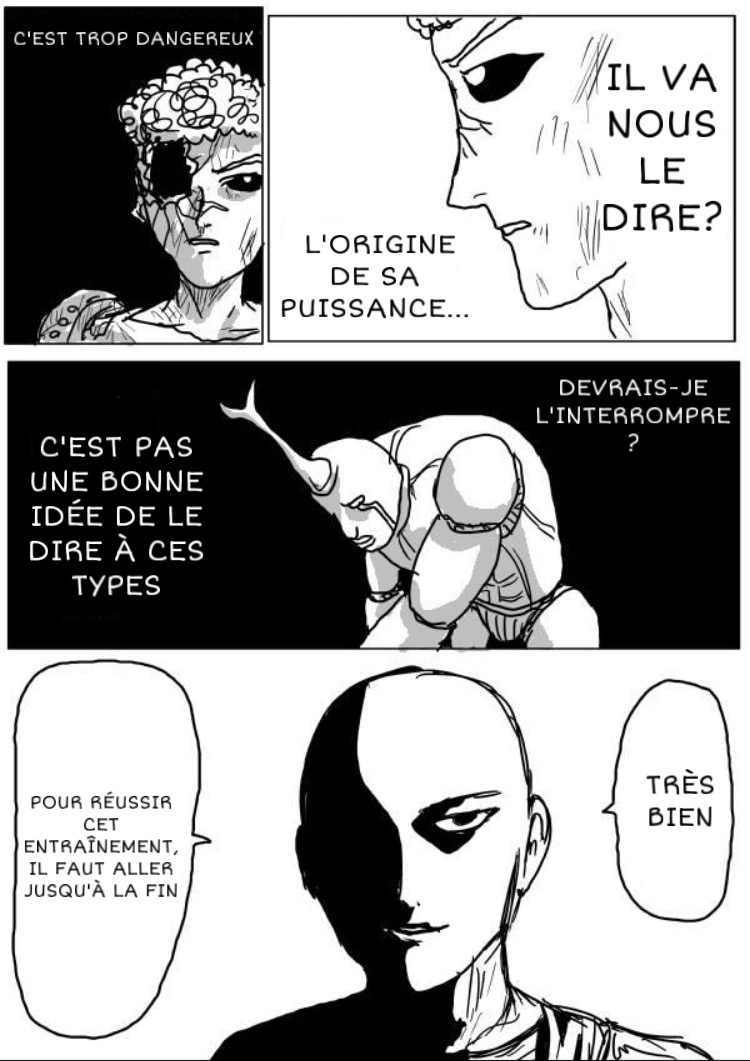 C'EST TROP DANGEREUX
IL VA
NOUS
LE
DIRE?
L'ORIGINE
DE SA
PUISSANCE...
C'EST PAS
UNE BONNE
IDÉE DE LE
DIRE À CES
TYPES
DEVRAIS-JE
L'INTERROMPRE
?
TRÈS
BIEN
POUR RÉUSSIR
CET
ENTRAÎNEMENT,
IL FAUT ALLER
JUSQU'À LA FIN